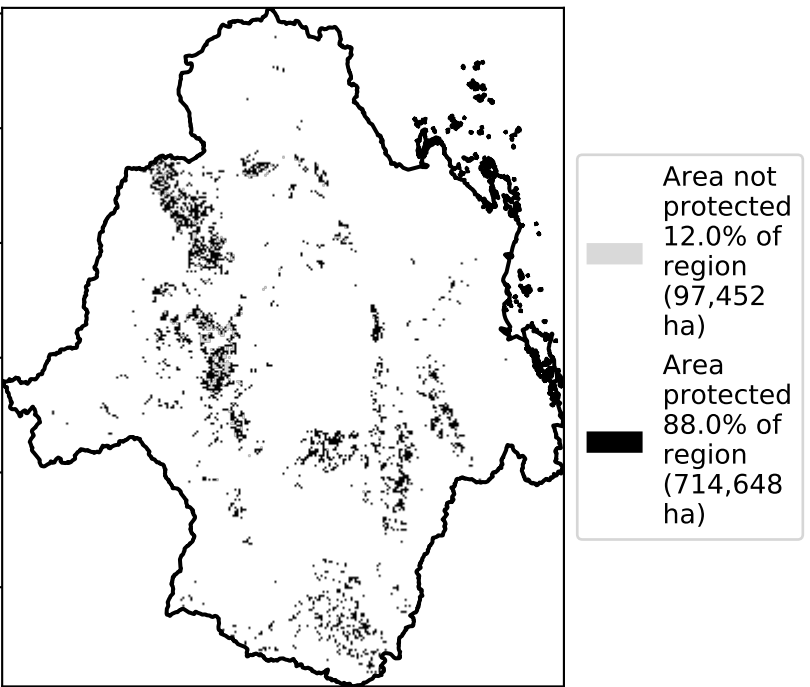 Area not
protected
12.0% of
region
(97,452
ha)
Area
protected
88.0% of
region
(714,648
ha)